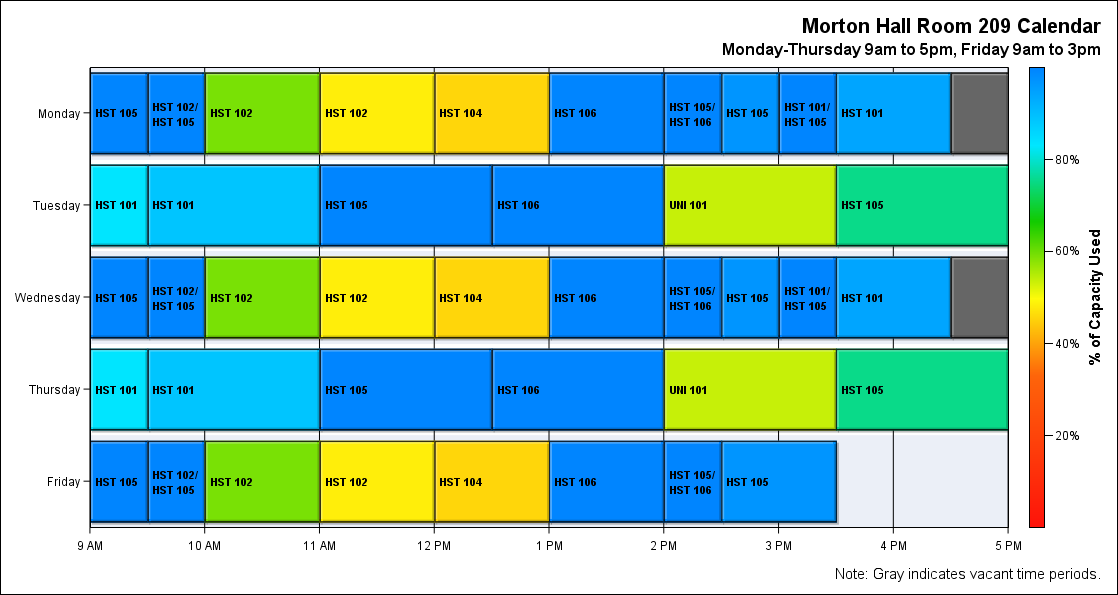 Morton Hall Room 209 Calendar
Monday-Thursday 9am to 5pm, Friday 9am to 3pm
Monday
HST 105
HST 102/
HST 105
HST 102
HST 102
HST 104
HST 106
HST 105/
HST 106
HST 105
HST 101/
HST 105
HST 101
Tuesday
HST 101
HST 101
HST 105
HST 106
UNI 101
HST 105
Wednesday
HST 105
HST 102/
HST 105
HST 102
HST 102
HST 104
HST 106
HST 105/
HST 106
HST 105
HST 101/
HST 105
HST 101
Thursday
HST 101
HST 101
HST 105
HST 106
UNI 101
HST 105
Friday
HST 105
HST 102/
HST 105
HST 102
HST 102
HST 104
HST 106
HST 105/
HST 106
HST 105
9 AM
10 AM
11 AM
12 PM
1 PM
2 PM
3 PM
4 PM
5 PM
80%
60%
40%
20%
% of Capacity Used
Note: Gray indicates vacant time periods.